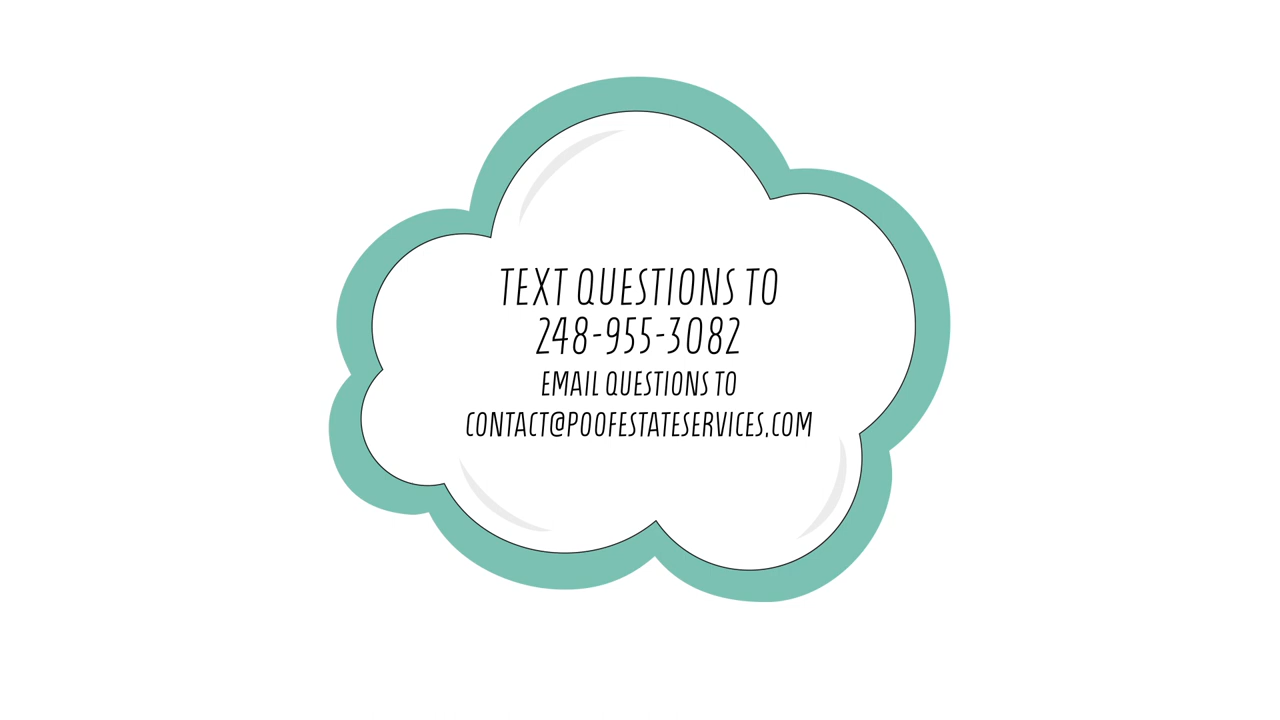 TEXT QUESTIONS TO
248-955-3082
EMAIL QUESTIONS TO
CONTACT@POOFESTATESERVICES.COM